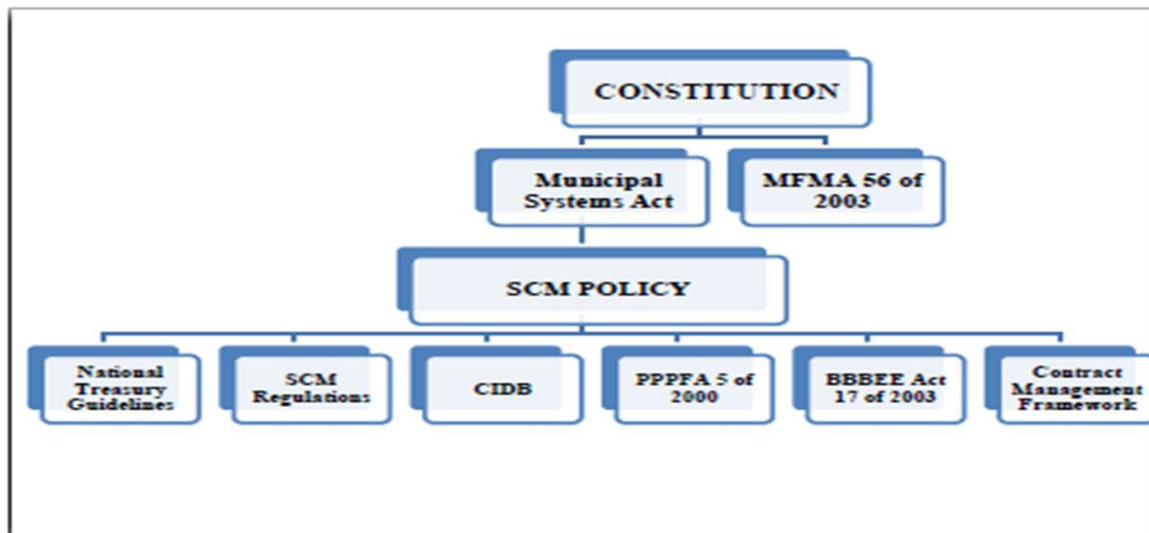 CONSTITUTION
Municipal
Systems Act
MFMA 56 of
2003
SCM POLICY
National
Treasury
Guidelines
SCM
Regulations
CIDB
PPPFA 5 of
2000
BBBEE Act
17 of 2003
Contract
Management
Framework